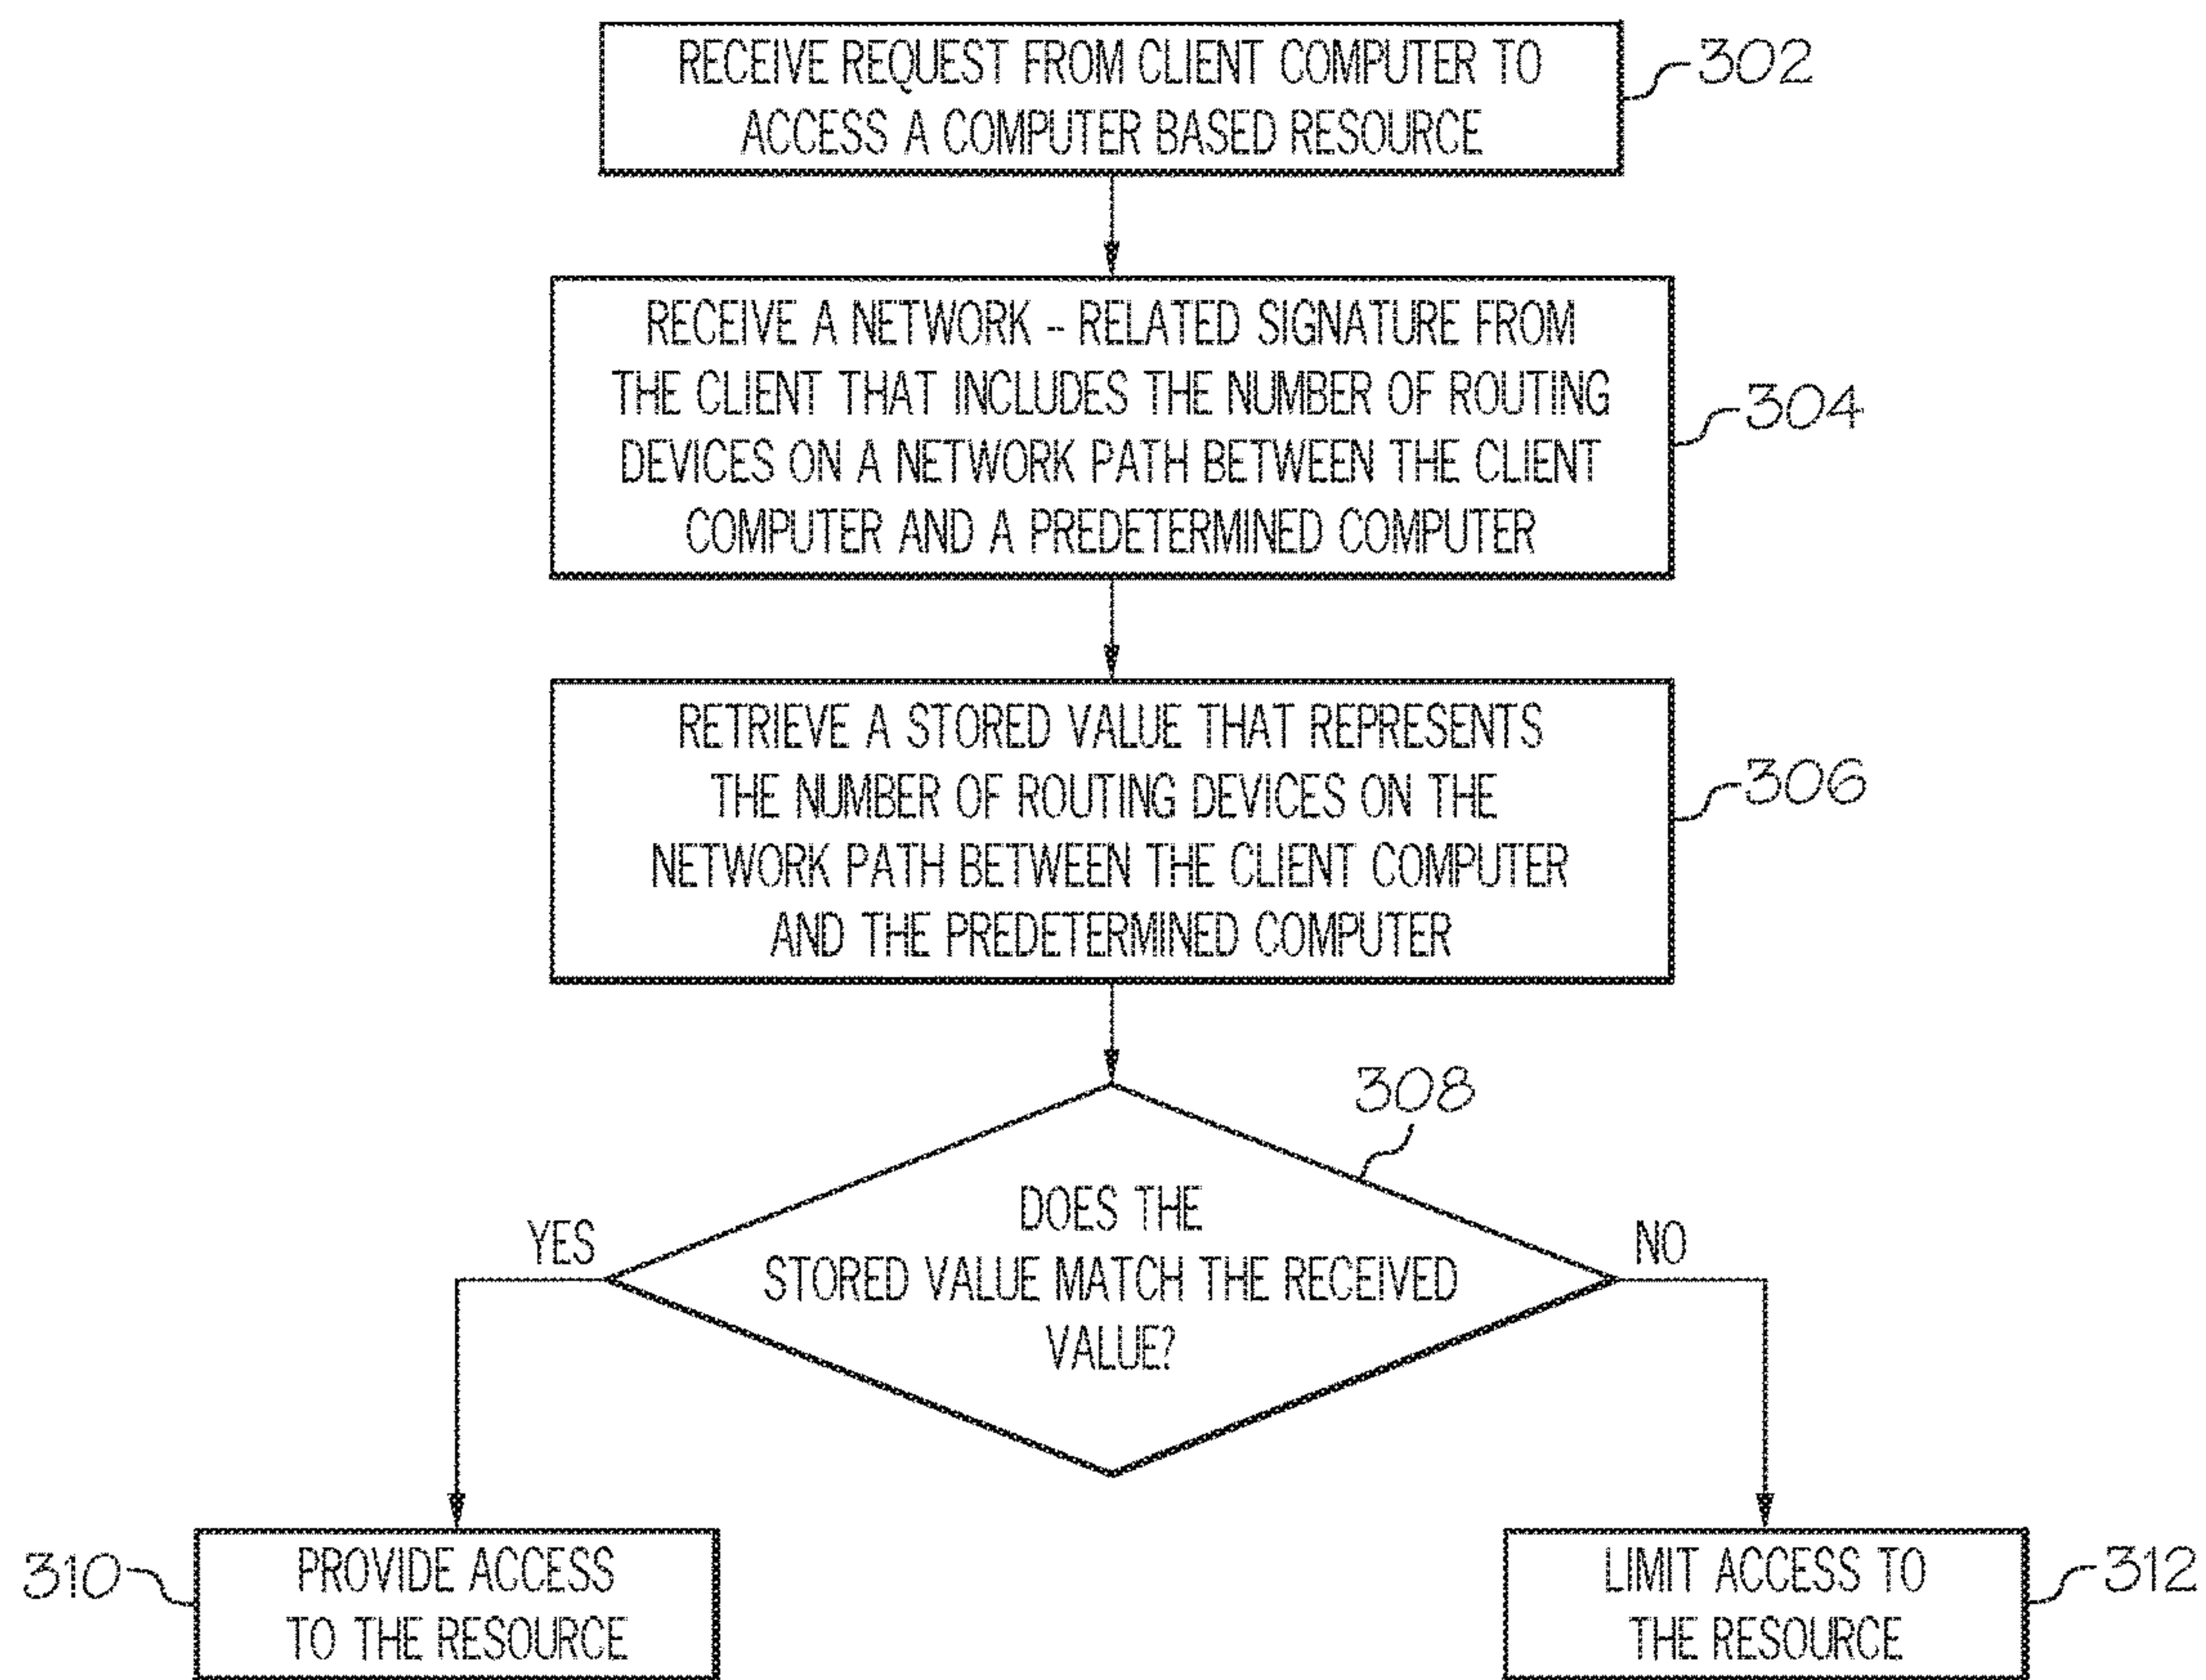 RECEIVE REQUEST FROM CLIENT COMPUTER TO
ACCESS A COMPUTER BASED RESOURCE
302
RECEIVE A NETWORK -- RELATED SIGNATURE FROM
THE CLIENT THAT INCLUDES THE NUMBER OF ROUTING
DEVICES ON A NETWORK PATH BETWEEN THE CLIENT
COMPUTER AND A PREDETERMINED COMPUTER
304
RETRIEVE A STORED VALUE THAT REPRESENTS
THE NUMBER OF ROUTING DEVICES ON THE
NETWORK PATH BETWEEN THE CLIENT COMPUTER
AND THE PREDETERMINED COMPUTER
306
308
DOES THE
STORED VALUE MATCH THE RECEIVED
VALUE?
YES
NO
310
PROVIDE ACCESS
TO THE RESOURCE
LIMIT ACCESS TO
THE RESOURCE
312